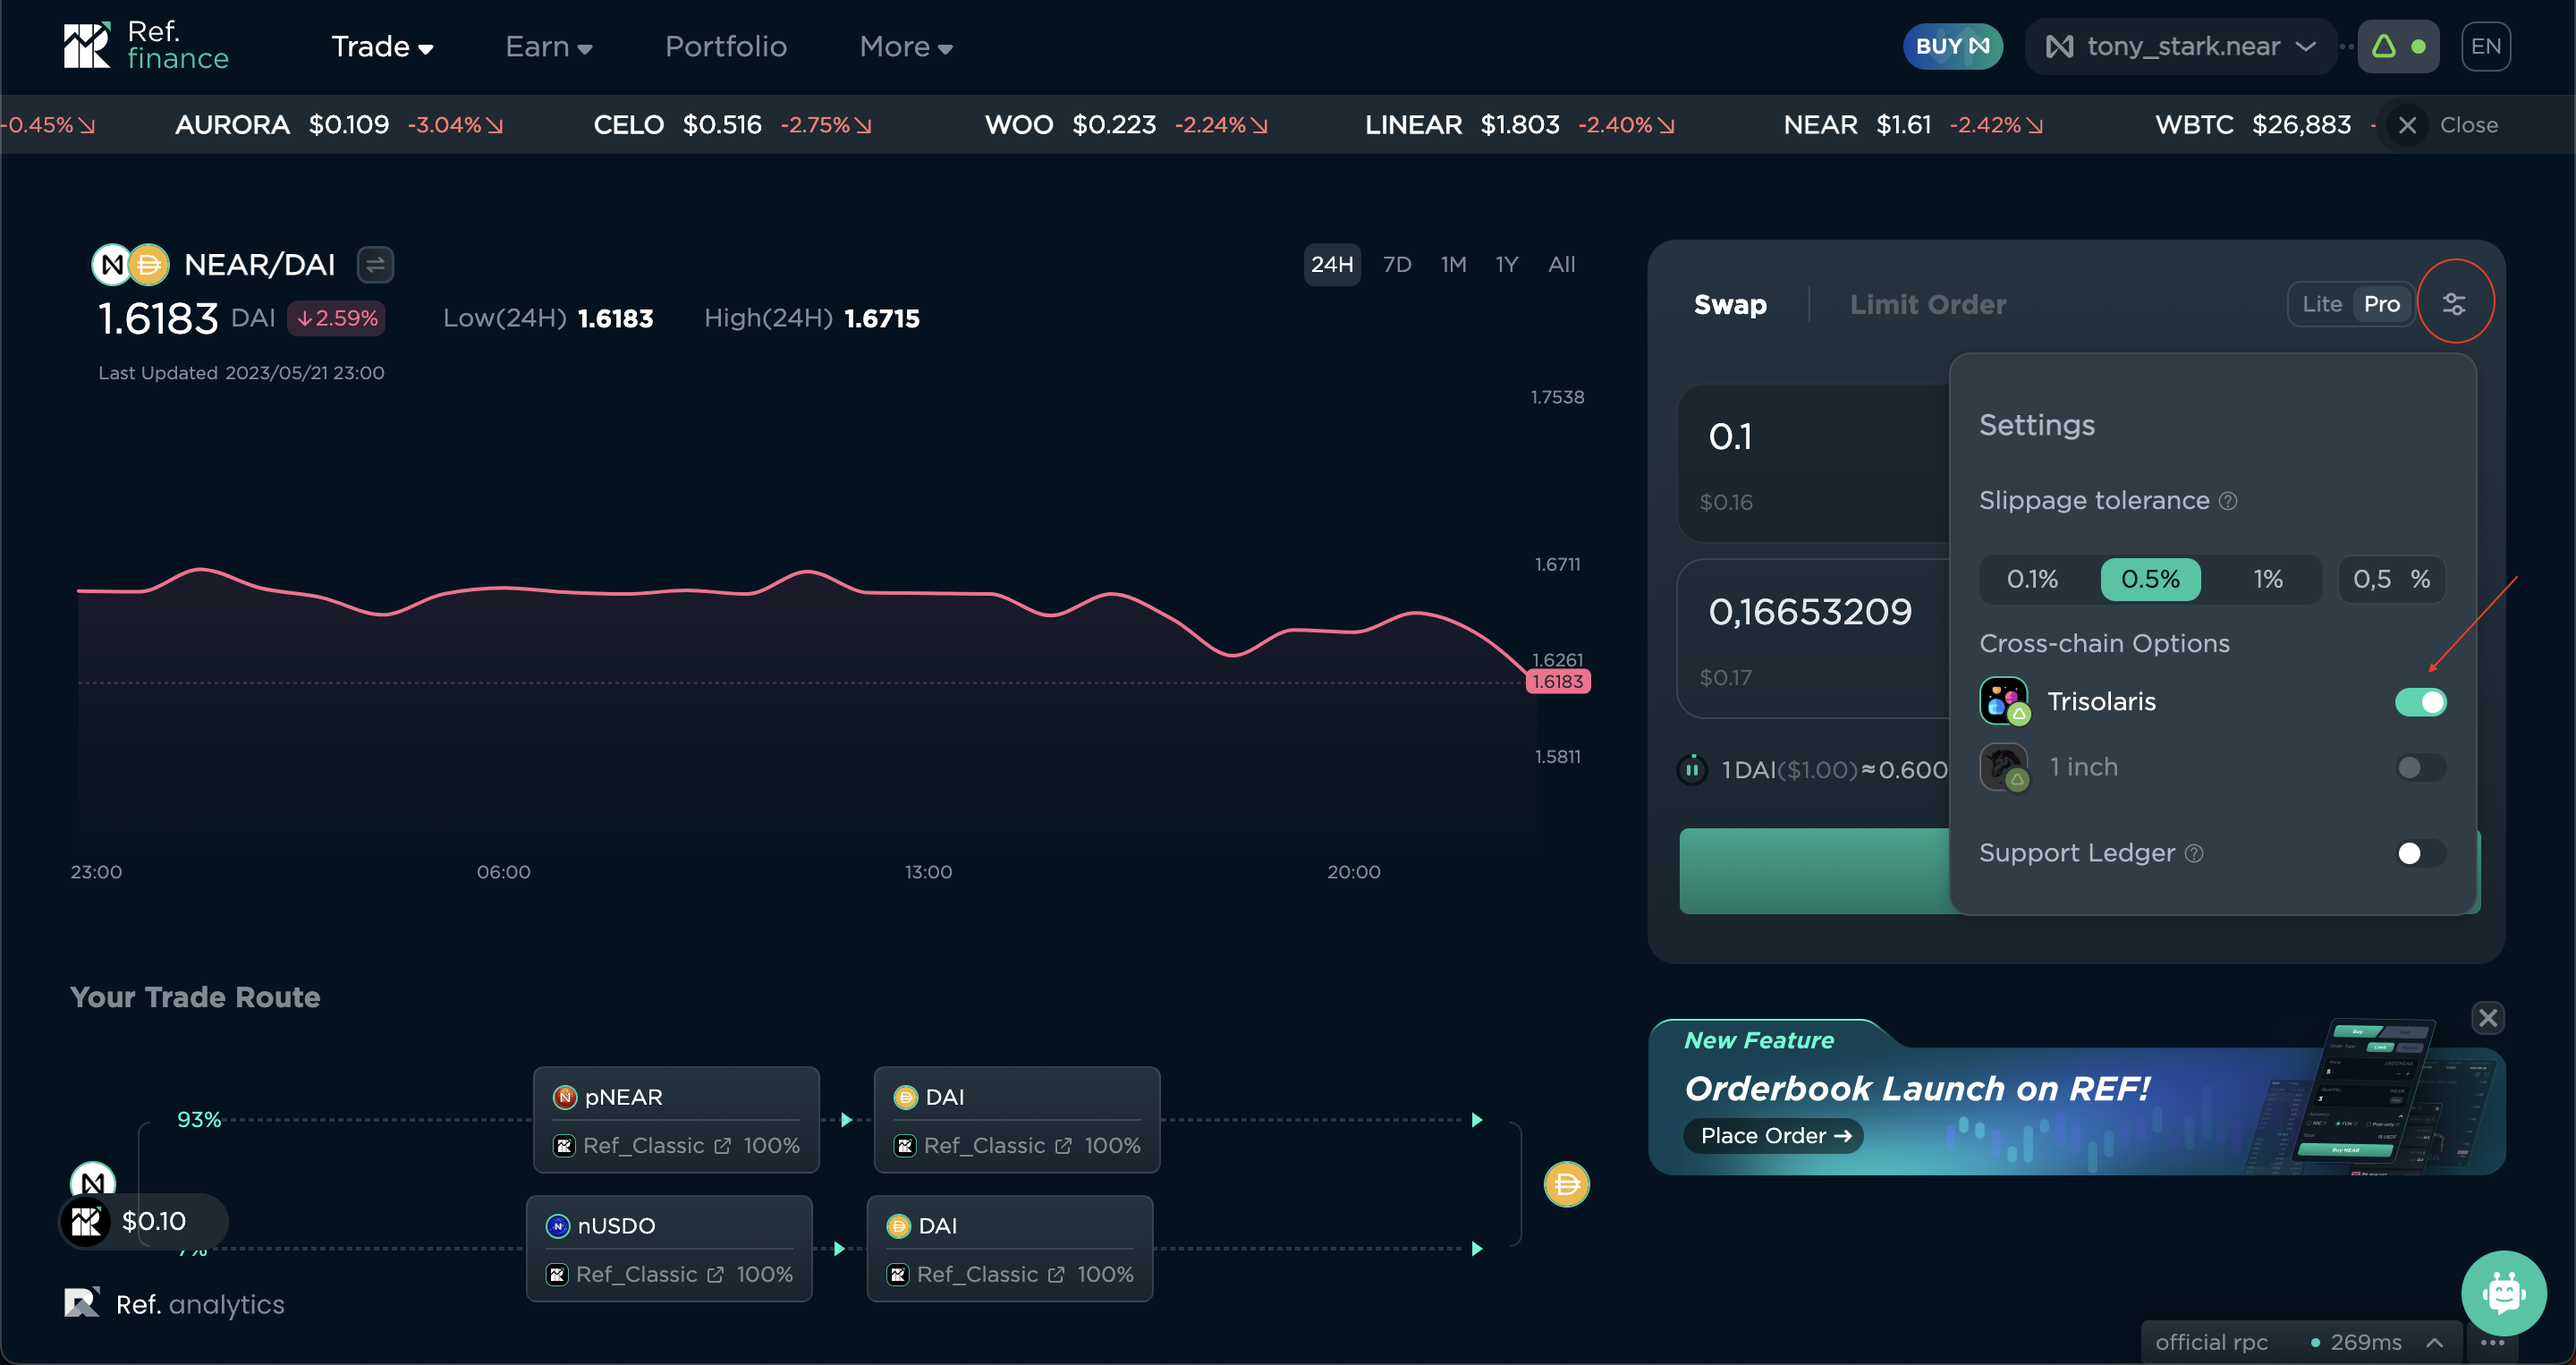 Ref.
finance
Trade
Earn
Portfolio
More
BUY
tony_stark.near
EN
-0.45%
AURORA $0.109 -3.04%
CELO $0.516 -2.75%
WOO $0.223 -2.24%
LINEAR $1.803 -2.40%
NEAR $1.61 -2.42%
WBTC $26,883 -
Close
NEAR/DAI
24H 7D 1M 1Y All
1.6183 DAI 2.59%
Low(24H) 1.6183
High(24H) 1.6715
Last Updated 2023/05/21 23:00
1.7538
1.6711
1.6261
1.6183
1.5811
23:00 06:00 13:00 20:00
Swap
Limit Order
Lite Pro
0.1
$0.16
0,16653209
$0.17
1 DAI($1.00)≈0.600
Settings
Slippage tolerance
0.1% 0.5% 1% 0,5 %
Cross-chain Options
Trisolaris
1 inch
Support Ledger
Your Trade Route
93%
pNEAR
Ref_Classic 100%
DAI
Ref_Classic 100%
$0.10
7%
nUSDO
Ref_Classic 100%
DAI
Ref_Classic 100%
Ref. analytics
New Feature
Orderbook Launch on REF!
Place Order →
official rpc 269ms